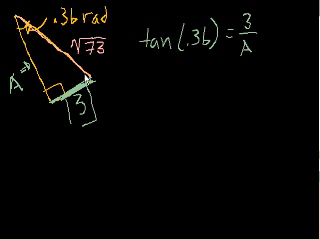 .36 rad
√73
A ⇒
[3]
tan(.36) = 3/A